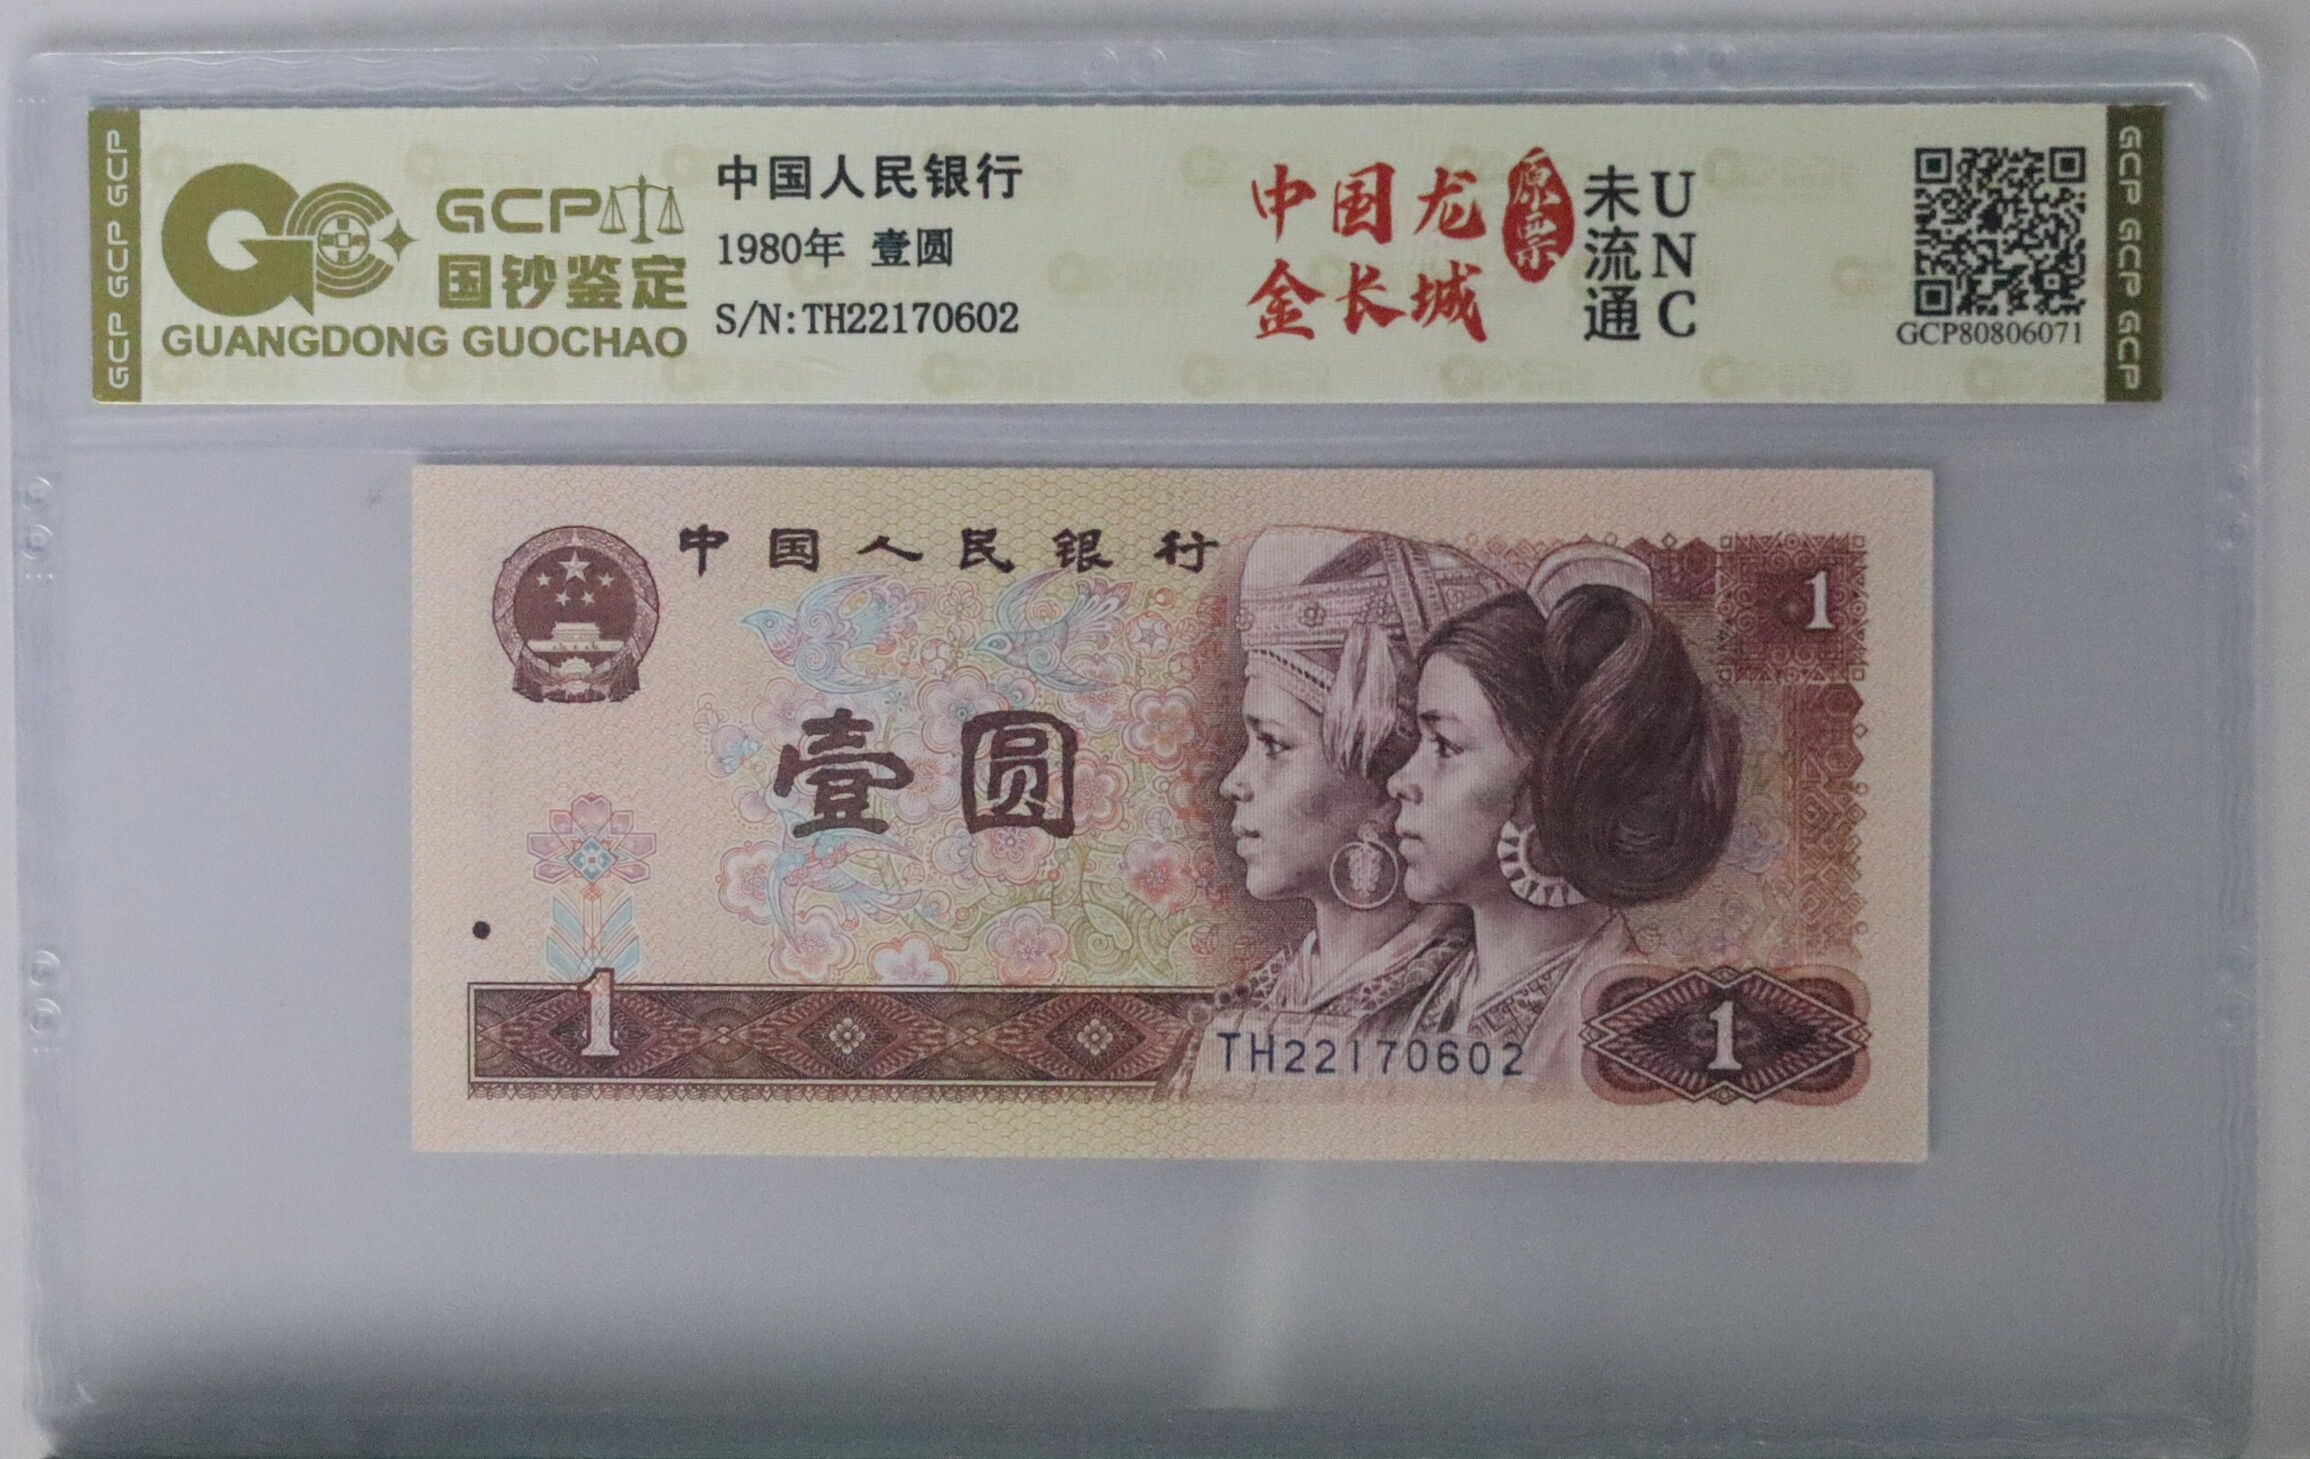 GCP GCP GCP
GCP
国钞鉴定
GUANGDONG GUOCHAO
中国人民银行
1980年 壹圆
S/N:TH22170602
中国龙
金长城
原票
未流通
UNC
GCP80806071
GCP GCP GCP
中国人民银行
1
壹圆
1
TH22170602
1